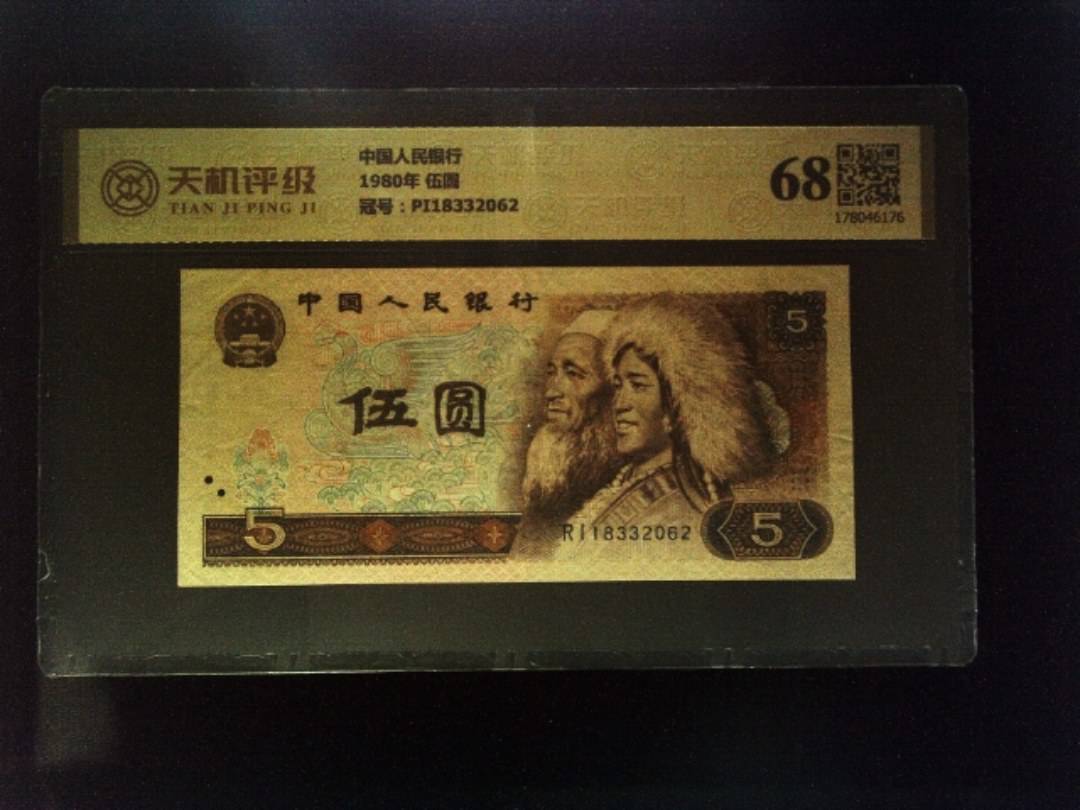 天机评级
TIAN JI PING JI
中国人民银行
1980年 伍圆
冠号：PI18332062
68
178046176
中国人民银行
5
伍圆
5
RI18332062
5